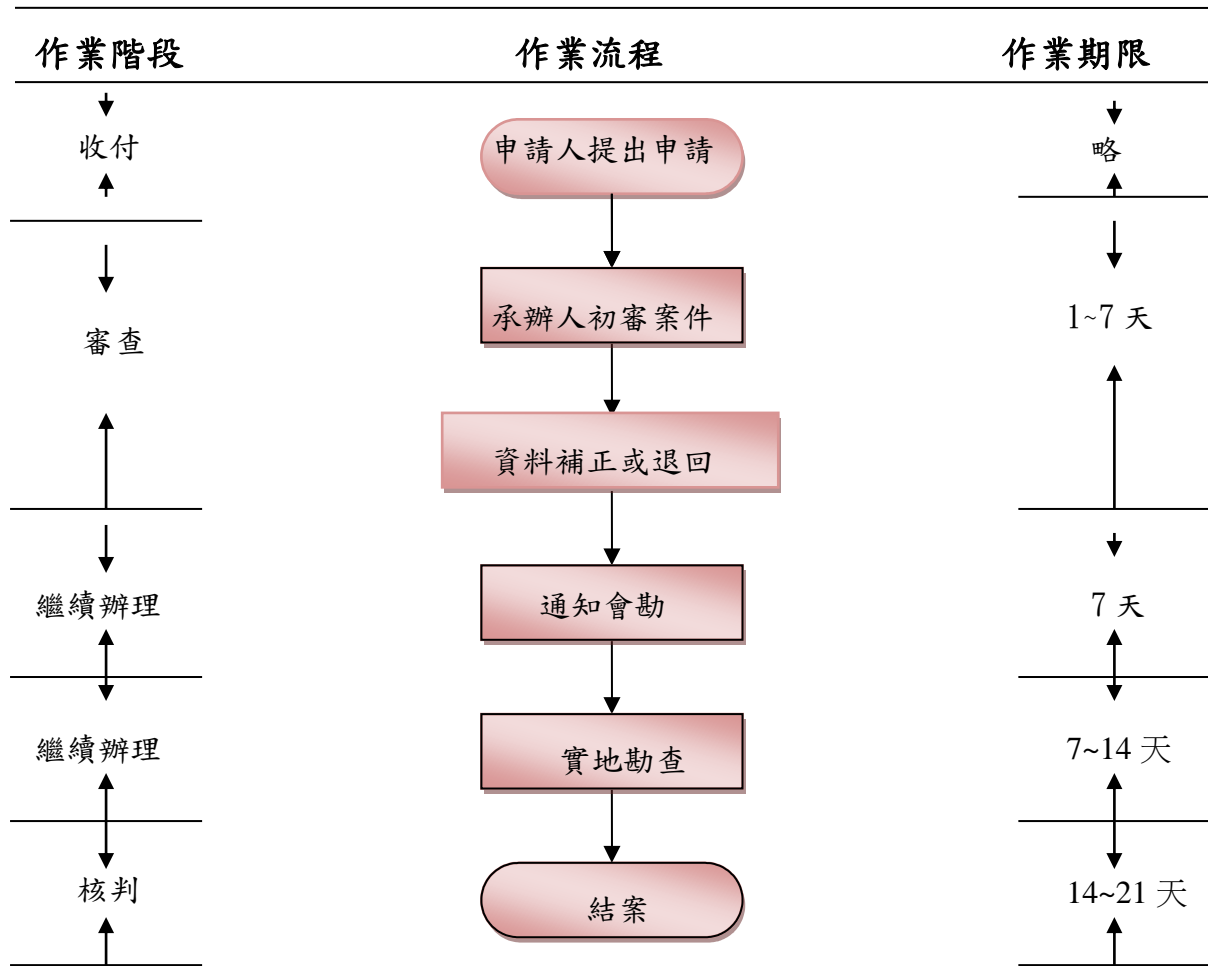 作業階段 作業流程 作業期限
收付 申請人提出申請 略
審查 承辦人初審案件 1~7 天
資料補正或退回
繼續辦理 通知會勘 7 天
繼續辦理 實地勘查 7~14 天
核判 結案 14~21 天